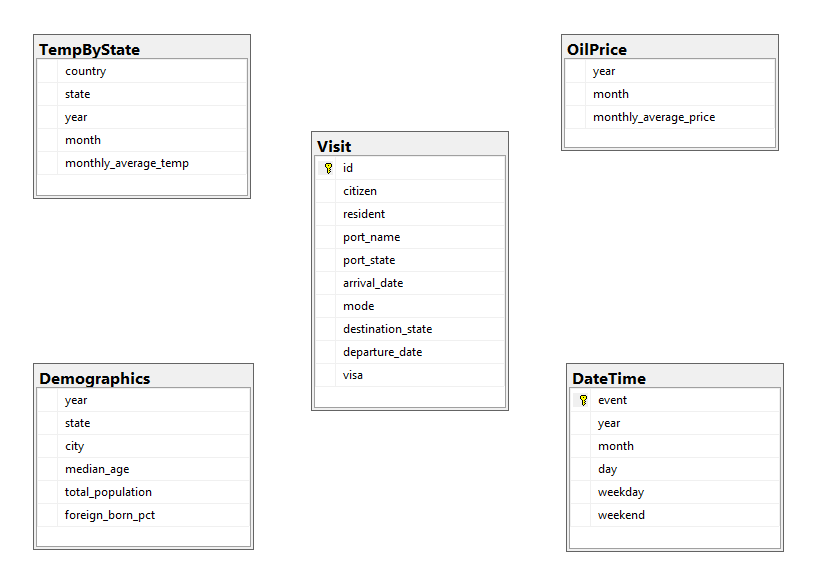 TempByState
country
state
year
month
monthly_average_temp
OilPrice
year
month
monthly_average_price
Visit
id
citizen
resident
port_name
port_state
arrival_date
mode
destination_state
departure_date
visa
Demographics
year
state
city
median_age
total_population
foreign_born_pct
DateTime
event
year
month
day
weekday
weekend